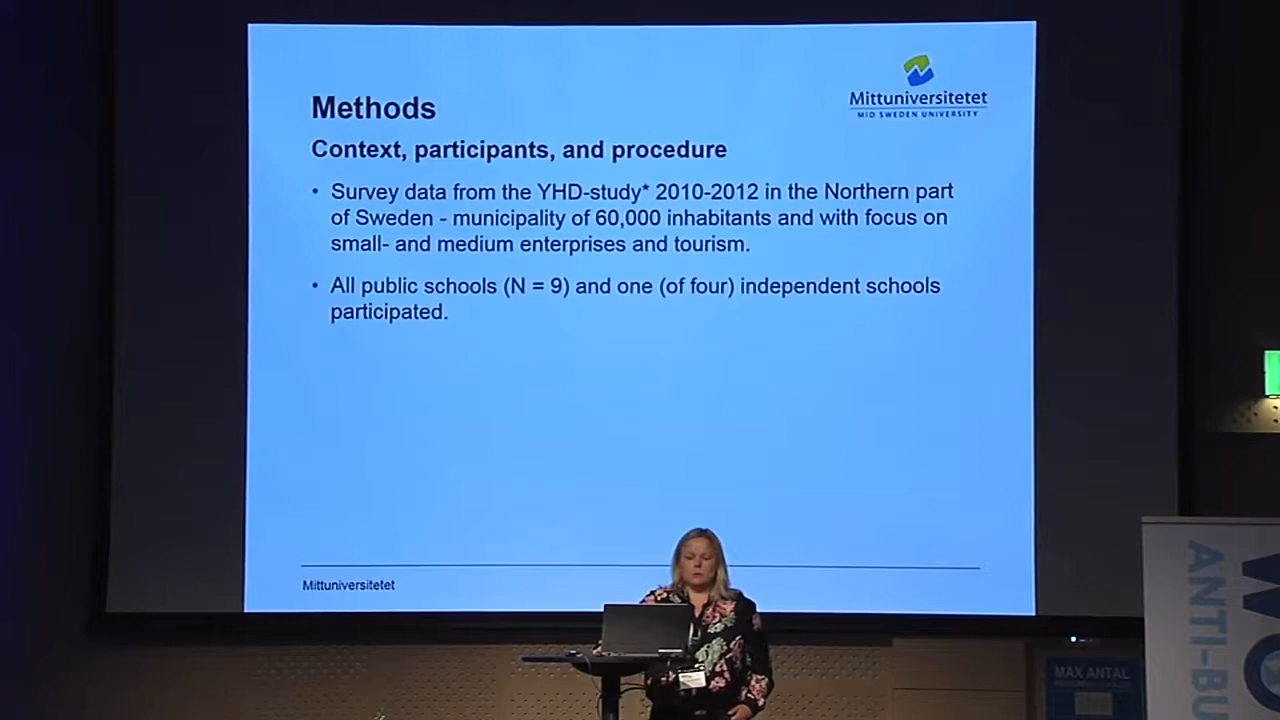 Mittuniversitetet
MID SWEDEN UNIVERSITY
Methods
Context, participants, and procedure
• Survey data from the YHD-study* 2010-2012 in the Northern part
of Sweden - municipality of 60,000 inhabitants and with focus on
small- and medium enterprises and tourism.
• All public schools (N = 9) and one (of four) independent schools
participated.
Mittuniversitetet
MAX ANTAL
WO
ANTI-BU